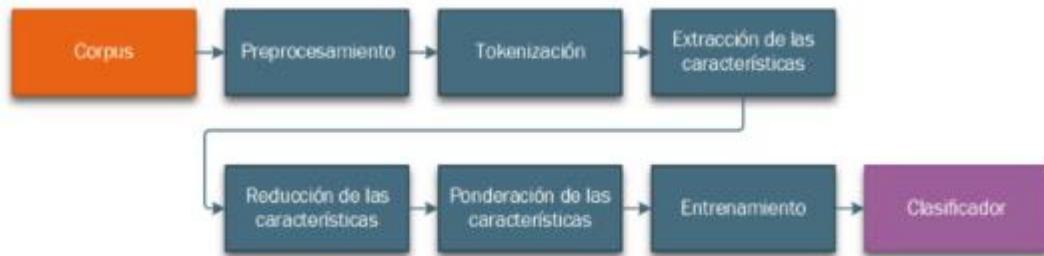 Corpus
Preprocesamiento
Tokenización
Extracción de las
características
Reducción de las
características
Ponderación de las
características
Entrenamiento
Clasificador